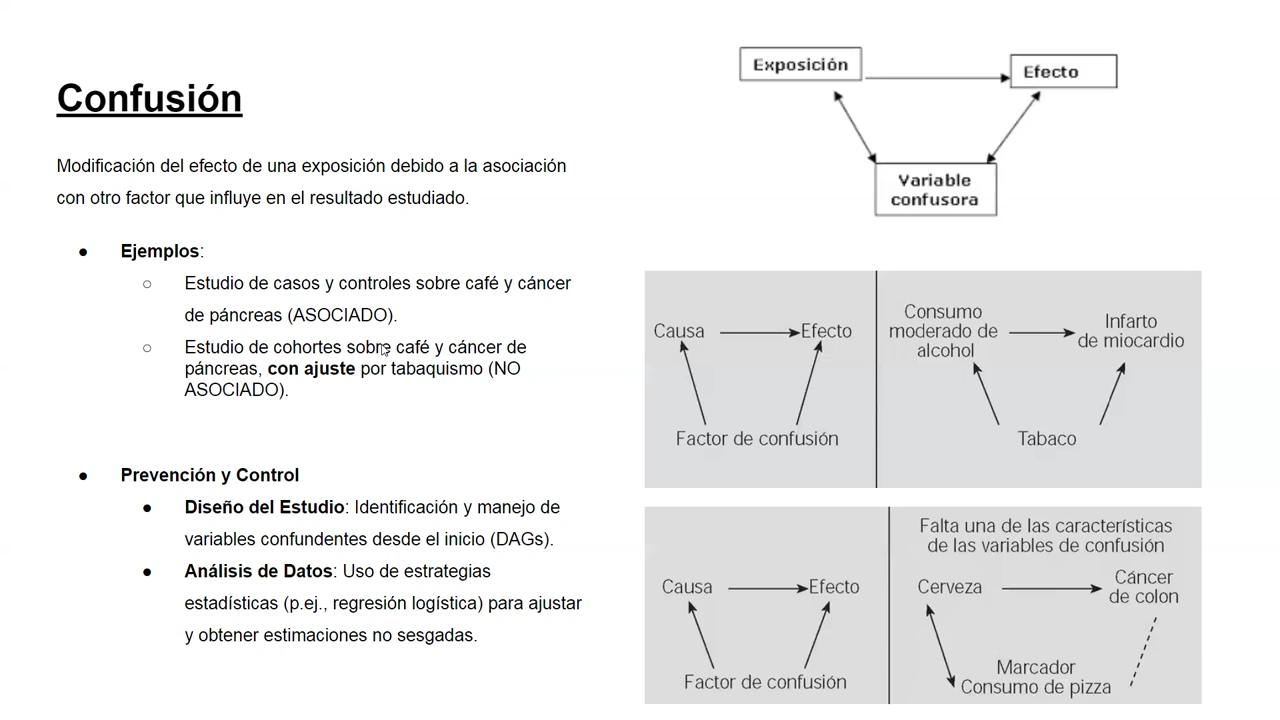 Confusión
Modificación del efecto de una exposición debido a la asociación
con otro factor que influye en el resultado estudiado.
● Ejemplos:
○ Estudio de casos y controles sobre café y cáncer
de páncreas (ASOCIADO).
○ Estudio de cohortes sobre café y cáncer de
páncreas, con ajuste por tabaquismo (NO
ASOCIADO).
● Prevención y Control
● Diseño del Estudio: Identificación y manejo de
variables confundentes desde el inicio (DAGs).
● Análisis de Datos: Uso de estrategias
estadísticas (p.ej., regresión logística) para ajustar
y obtener estimaciones no sesgadas.
Exposición
Efecto
Variable
confusora
Causa
Efecto
Factor de confusión
Consumo
moderado de
alcohol
Infarto
de miocardio
Tabaco
Causa
Efecto
Factor de confusión
Falta una de las características
de las variables de confusión
Cerveza
Cáncer
de colon
Marcador
Consumo de pizza